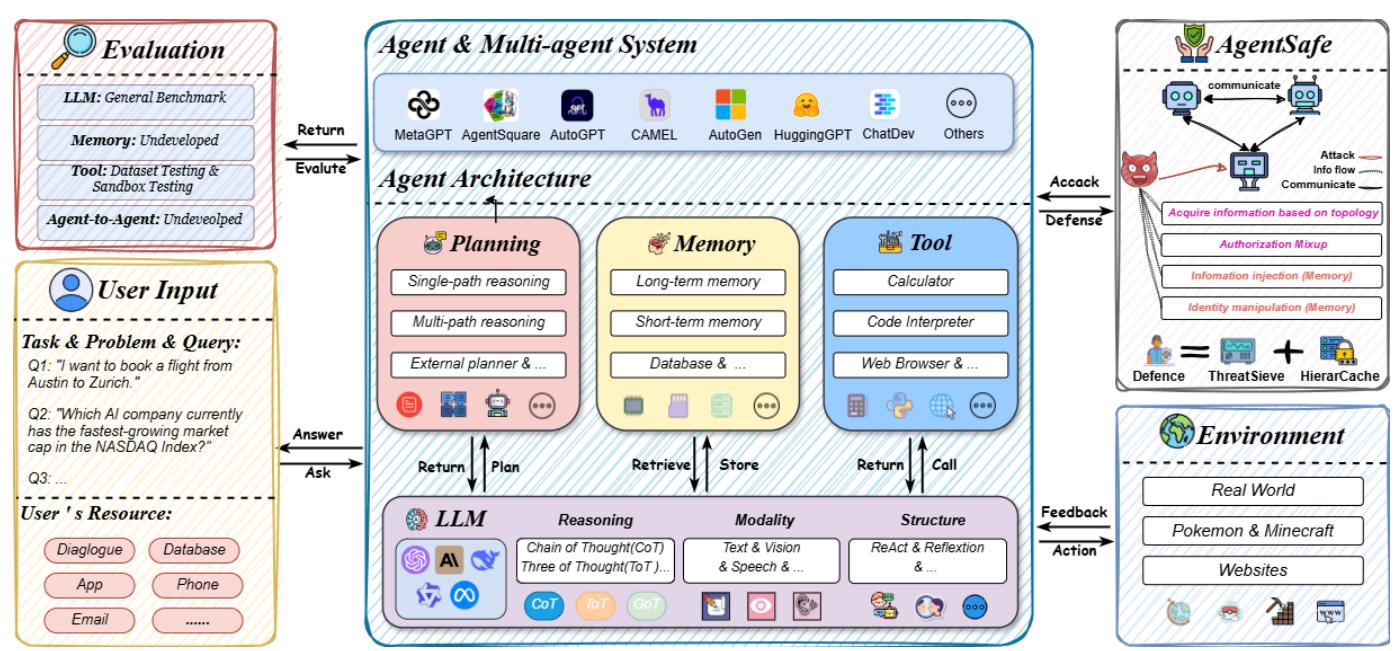 Evaluation
LLM: General Benchmark
Memory: Undeveloped
Tool: Dataset Testing &
Sandbox Testing
Agent-to-Agent: Undeveolped
Return
Evalute
User Input
Task & Problem & Query:
Q1: "I want to book a flight from
Austin to Zurich."
Q2: "Which AI company currently
has the fastest-growing market
cap in the NASDAQ Index?"
Q3: ...
User ' s Resource:
Diaglogue
Database
App
Phone
Email
......
Answer
Ask
Agent & Multi-agent System
MetaGPT
AgentSquare
gpt
AutoGPT
CAMEL
AutoGen
HuggingGPT
ChatDev
Others
Agent Architecture
Planning
Single-path reasoning
Multi-path reasoning
External planner & ...
Memory
Long-term memory
Short-term memory
Database & ...
Tool
Calculator
Code Interpreter
Web Browser & ...
Return
Plan
Retrieve
Store
Return
Call
LLM
Reasoning
Chain of Thought(CoT)
Three of Thought(ToT )...
CoT
ToT
GoT
Modality
Text & Vision
& Speech & ...
Structure
ReAct & Reflextion
& ...
Accack
Defense
AgentSafe
communicate
Attack
Info flow
Communicate
Acquire information based on topology
Authorization Mixup
Infomation injection (Memory)
Identity manipulation (Memory)
Defence
=
ThreatSieve
+
HierarCache
Feedback
Action
Environment
Real World
Pokemon & Minecraft
Websites
WWW